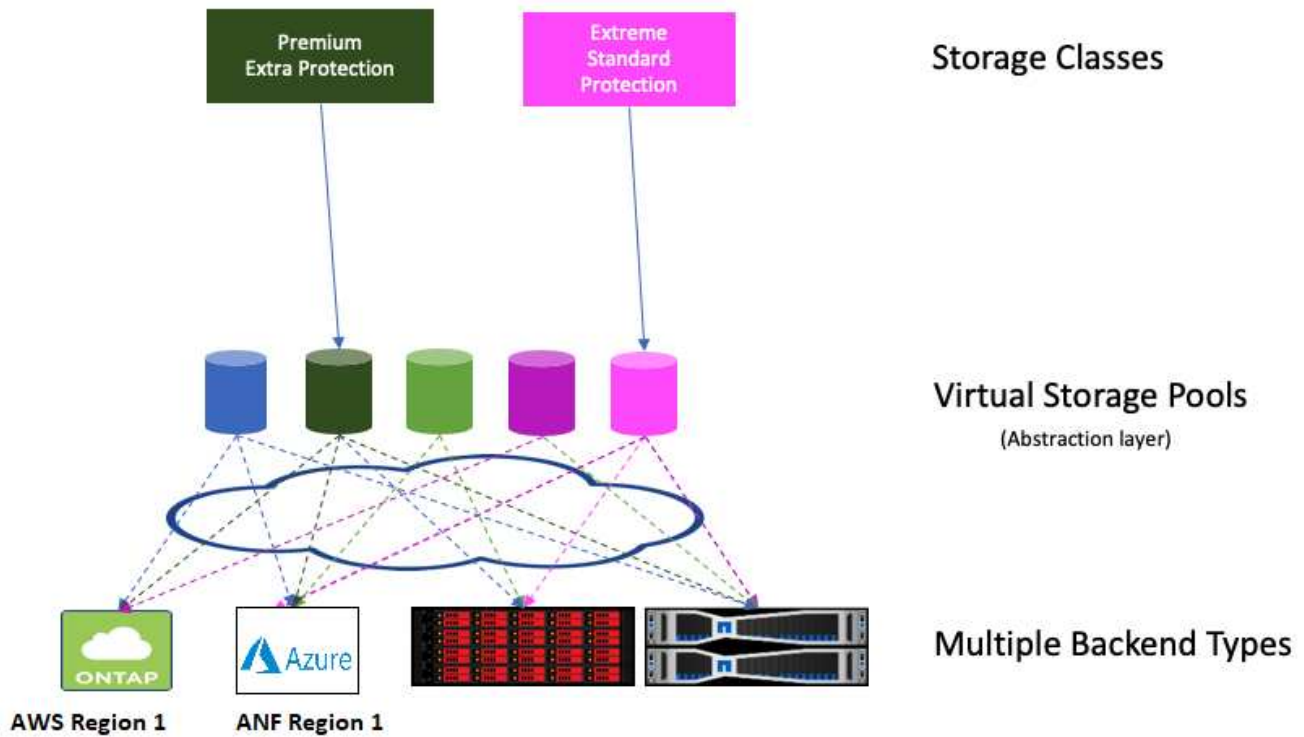 Premium
Extra Protection
Extreme
Standard
Protection
Storage Classes
Virtual Storage Pools
(Abstraction layer)
ONTAP
Azure
Multiple Backend Types
AWS Region 1
ANF Region 1